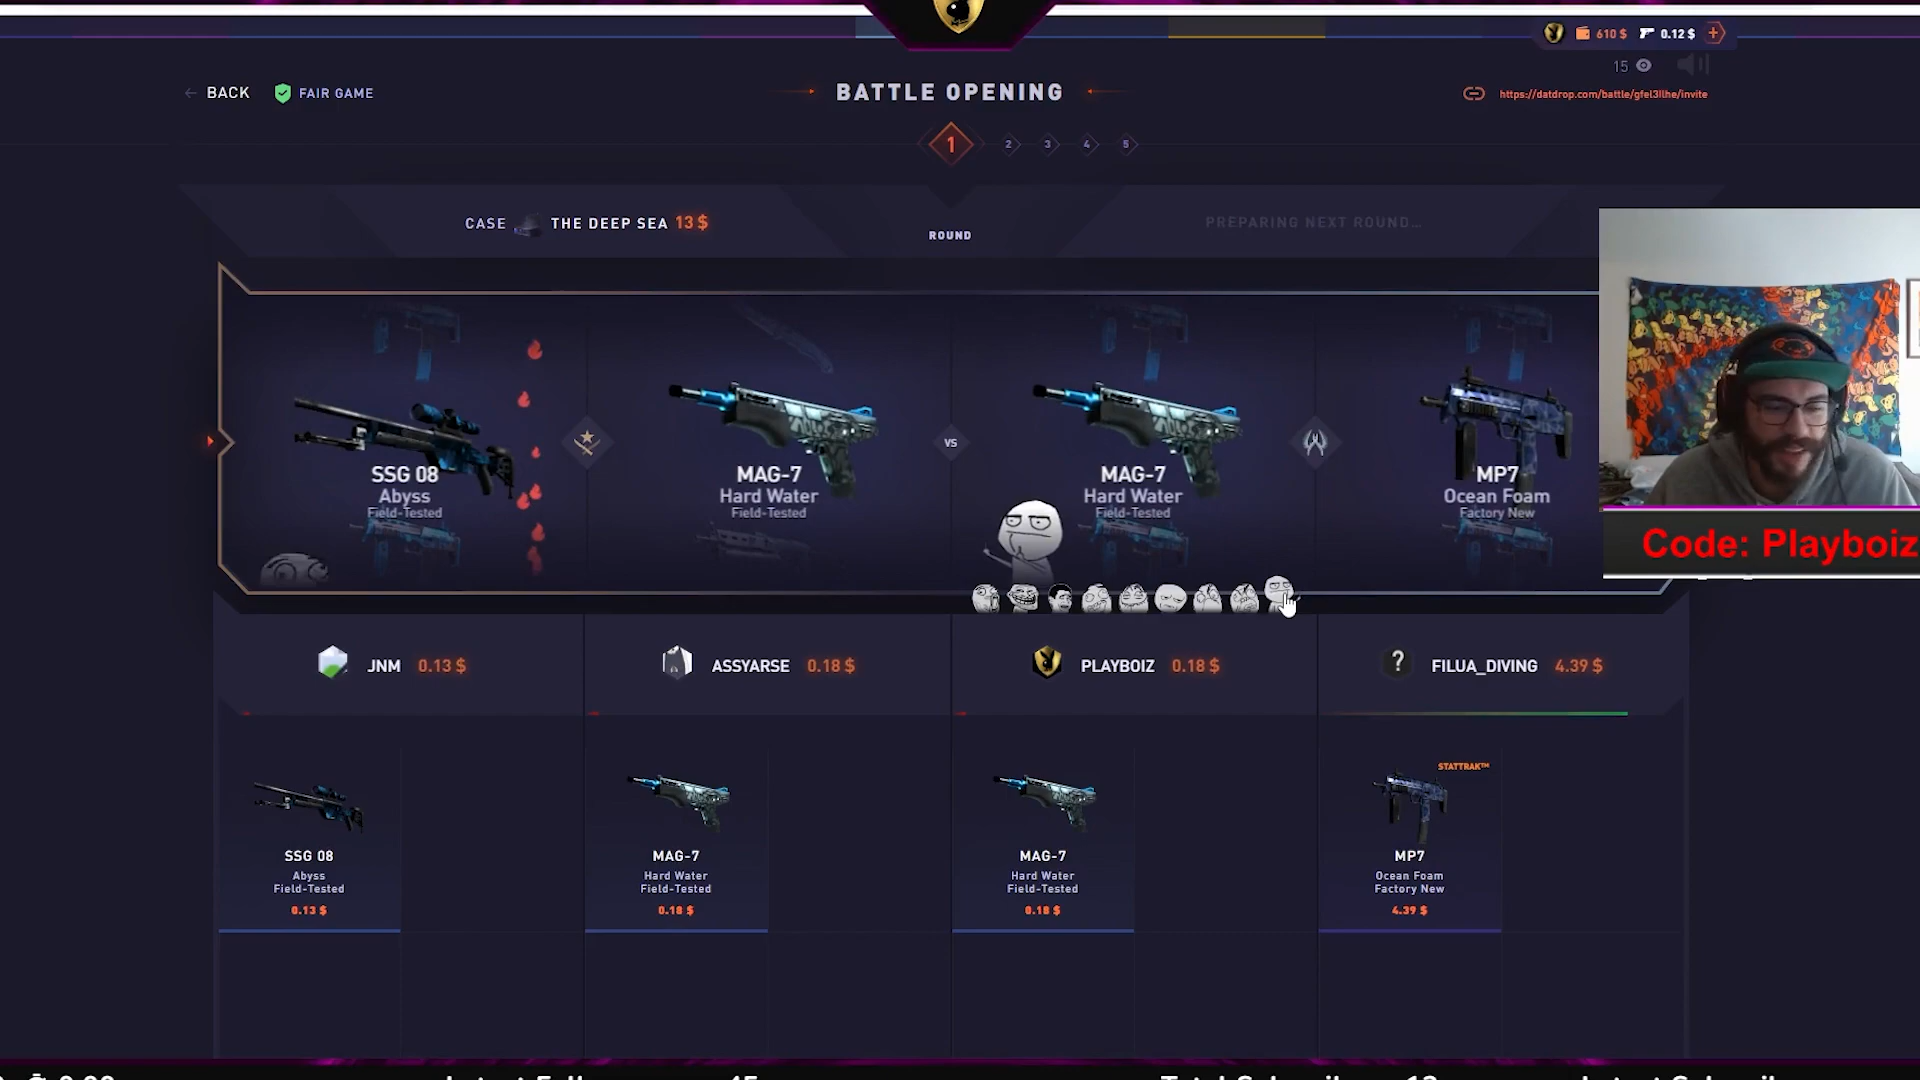 610 $ 0.12 $
15
← BACK FAIR GAME
BATTLE OPENING
https://datdrop.com/battle/gfel3llhe/invite
1 2 3 4 5
CASE THE DEEP SEA 13 $
ROUND
PREPARING NEXT ROUND...
SSG 08
Abyss
Field-Tested
MAG-7
Hard Water
Field-Tested
VS
MAG-7
Hard Water
Field-Tested
MP7
Ocean Foam
Factory New
Code: Playboiz
JNM 0.13 $
ASSYARSE 0.18 $
PLAYBOIZ 0.18 $
? FILUA_DIVING 4.39 $
SSG 08
Abyss
Field-Tested
0.13 $
MAG-7
Hard Water
Field-Tested
0.18 $
MAG-7
Hard Water
Field-Tested
0.18 $
STATTRAK™
MP7
Ocean Foam
Factory New
4.39 $